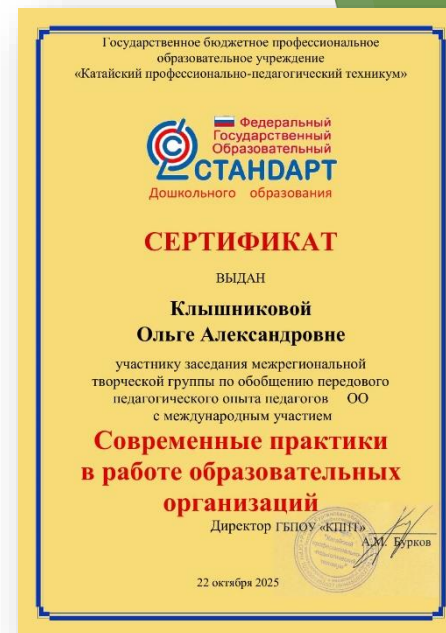 Государственное бюджетное профессиональное
образовательное учреждение
«Катайский профессионально-педагогический техникум»
Федеральный
Государственный
Образовательный
СТАНДАРТ
Дошкольного образования
СЕРТИФИКАТ
ВЫДАН
Клышниковой
Ольге Александровне
участнику заседания межрегиональной
творческой группы по обобщению передового
педагогического опыта педагогов ОО
с международным участием
Современные практики
в работе образовательных
организаций
Директор ГБПОУ «КППТ»
А.М. Бурков
22 октября 2025